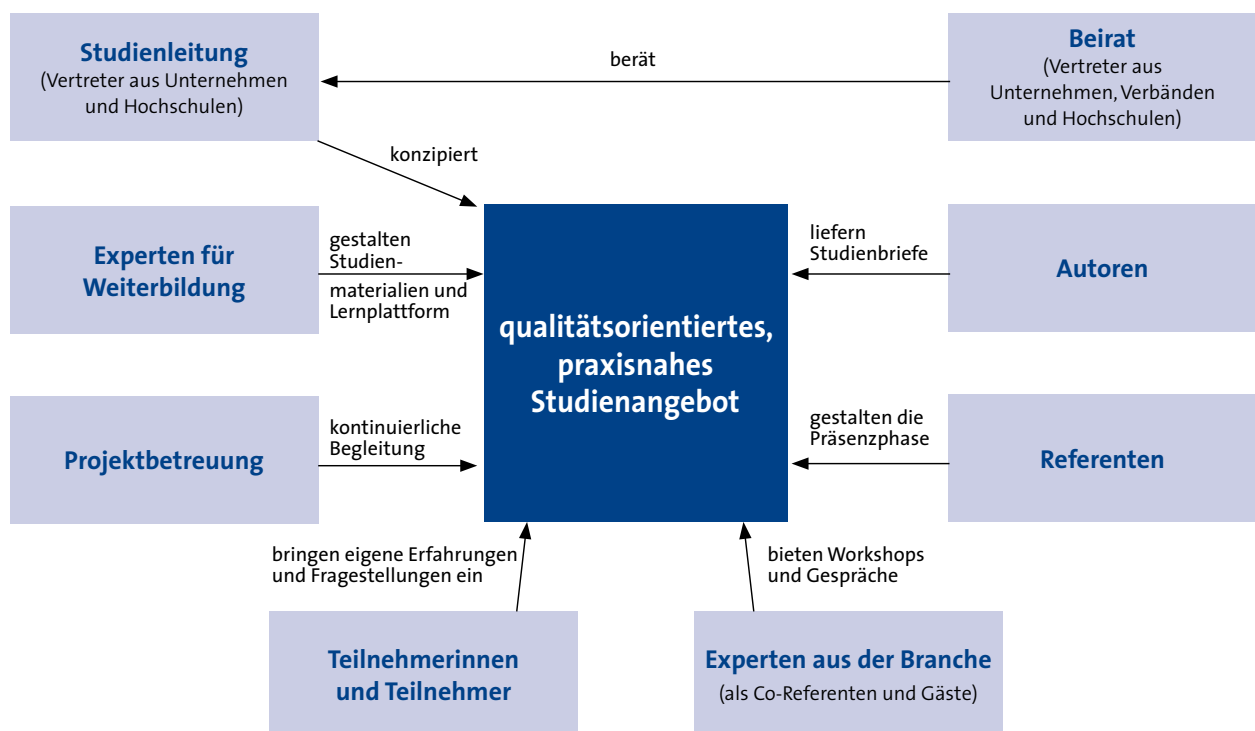 Studienleitung
(Vertreter aus Unternehmen
und Hochschulen)
berät
Beirat
(Vertreter aus
Unternehmen, Verbänden
und Hochschulen)
konzipiert
Experten für
Weiterbildung
gestalten
Studien-
materialien und
Lernplattform
qualitätsorientiertes,
praxisnahes
Studienangebot
liefern
Studienbriefe
Autoren
Projektbetreuung
kontinuierliche
Begleitung
gestalten die
Präsenzphase
Referenten
bringen eigene Erfahrungen
und Fragestellungen ein
bieten Workshops
und Gespräche
Teilnehmerinnen
und Teilnehmer
Experten aus der Branche
(als Co-Referenten und Gäste)